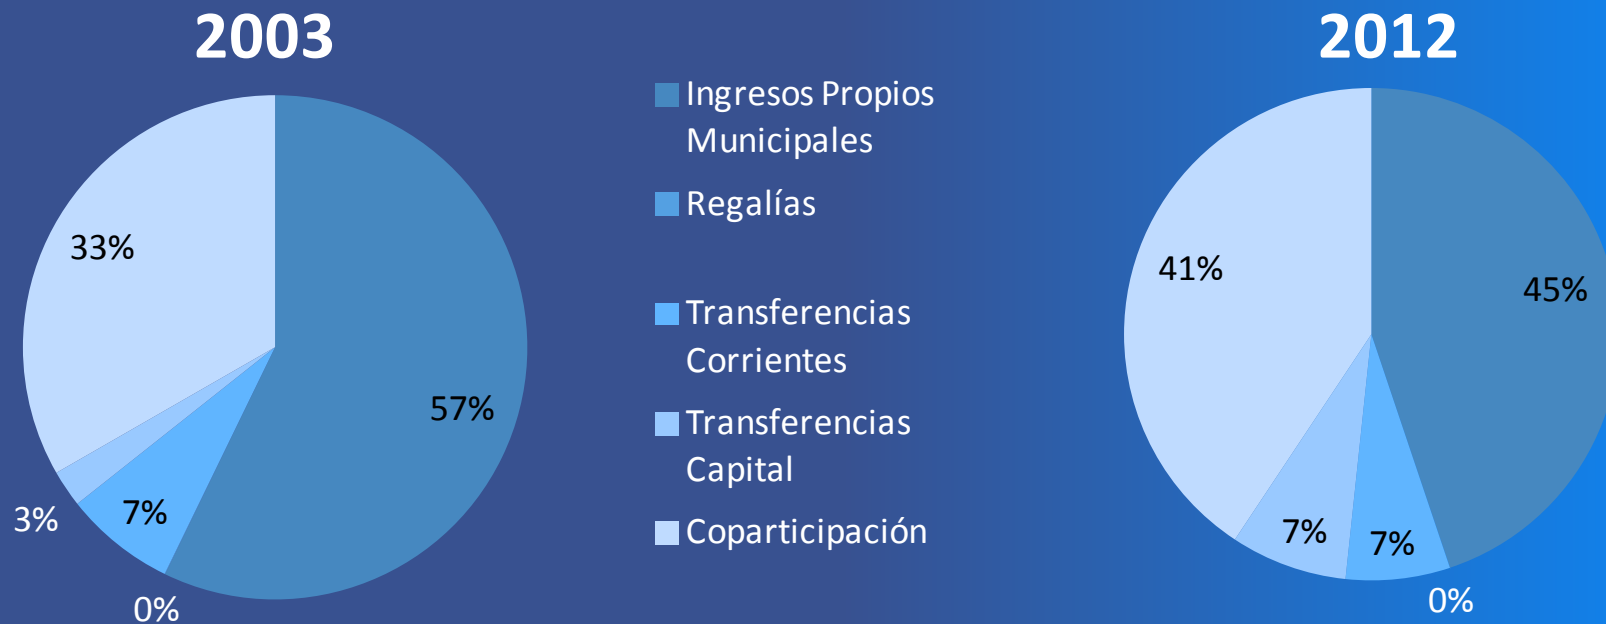 2003
33%
57%
3%
7%
0%
Ingresos Propios
Municipales
Regalías
Transferencias
Corrientes
Transferencias
Capital
Coparticipación
2012
41%
45%
7%
7%
0%